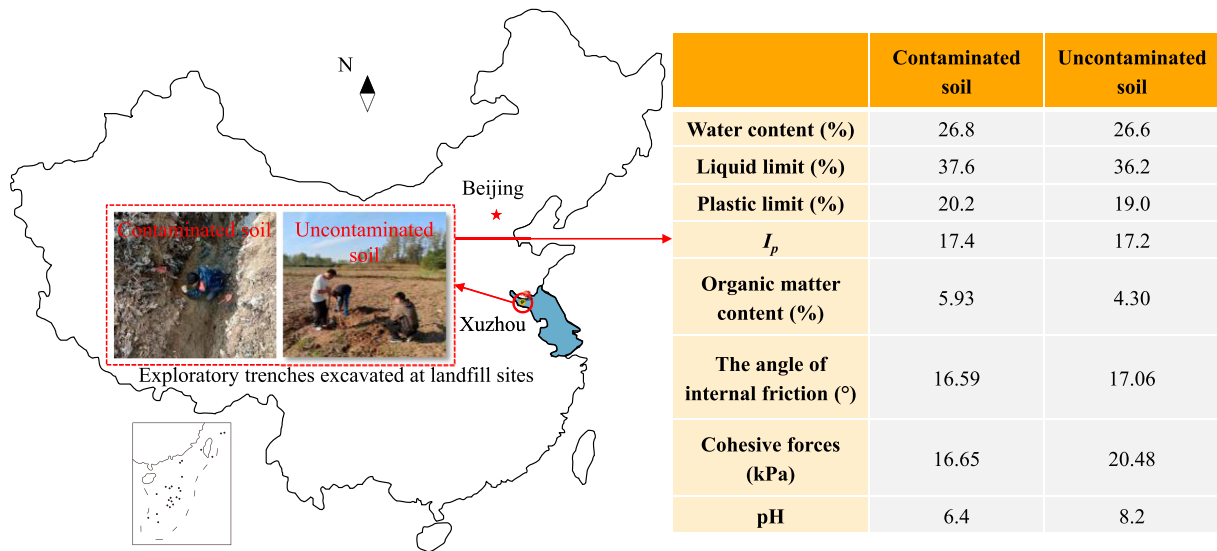 N
Beijing
Contaminated soil
Uncontaminated
soil
Xuzhou
Exploratory trenches excavated at landfill sites
Contaminated
soil
Uncontaminated
soil
Water content (%)
26.8
26.6
Liquid limit (%)
37.6
36.2
Plastic limit (%)
20.2
19.0
Ip
17.4
17.2
Organic matter
content (%)
5.93
4.30
The angle of
internal friction (°)
16.59
17.06
Cohesive forces
(kPa)
16.65
20.48
pH
6.4
8.2